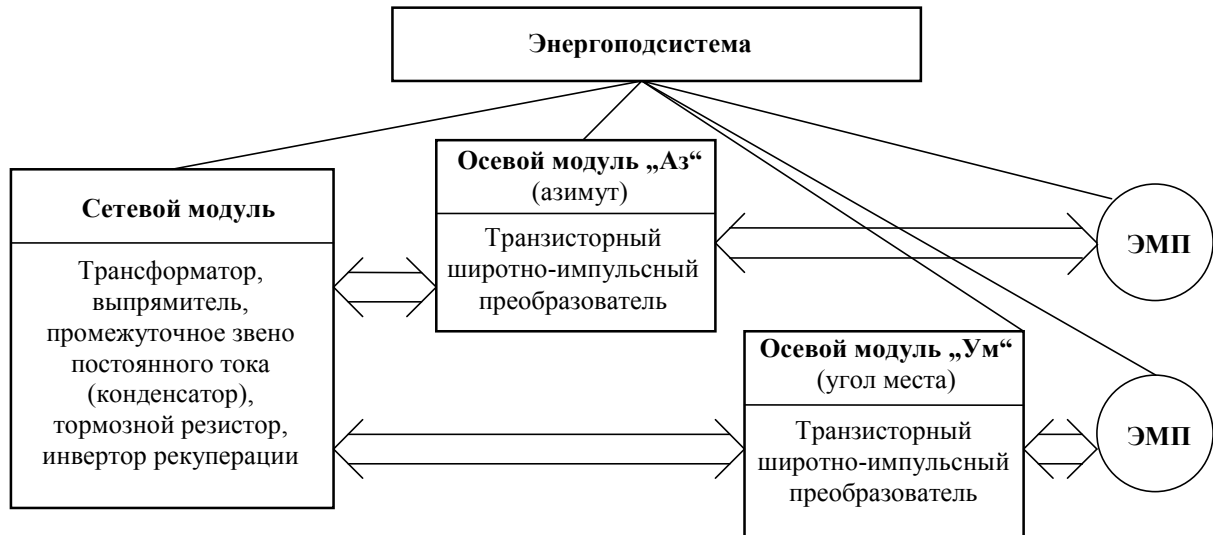 Энергоподсистема
Сетевой модуль
Трансформатор,
выпрямитель,
промежуточное звено
постоянного тока
(конденсатор),
тормозной резистор,
инвертор рекуперации
Осевой модуль „Аз“
(азимут)
Транзисторный
широтно-импульсный
преобразователь
ЭМП
Осевой модуль „Ум“
(угол места)
Транзисторный
широтно-импульсный
преобразователь
ЭМП